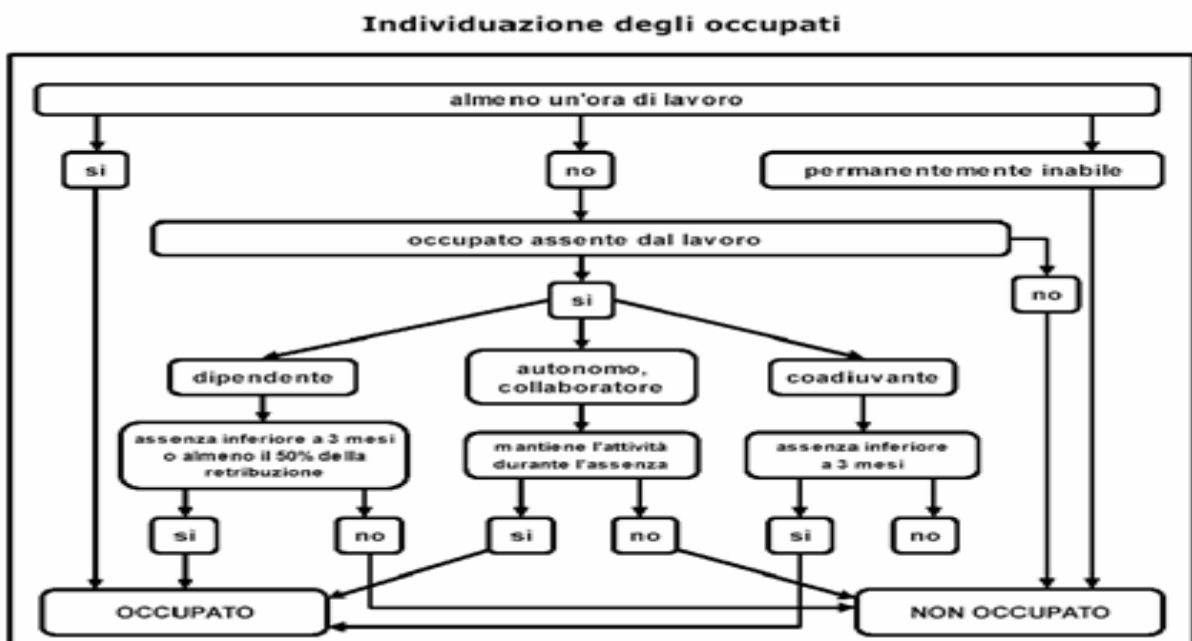 Individuazione degli occupati
almeno un'ora di lavoro
si
no
permanentemente inabile
occupato assente dal lavoro
si
no
dipendente
autonomo,
collaboratore
coadiuvante
assenza inferiore a 3 mesi
o almeno il 50% della
retribuzione
mantiene l'attività
durante l'assenza
assenza inferiore
a 3 mesi
si
no
si
no
si
no
OCCUPATO
NON OCCUPATO